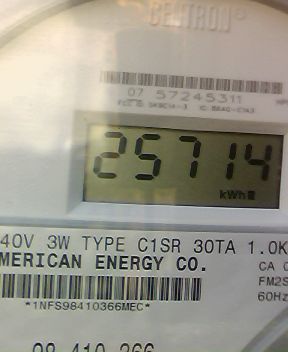 CENTRON®
07 57245311
25714
kWh
40V 3W TYPE C1SR 30TA 1.0K
MERICAN ENERGY CO.
CA 0
FM2S
60Hz
*1NFS98410366MEC*
98 410 366